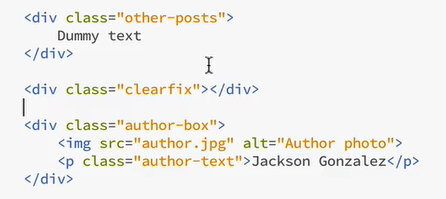 <div class="other-posts">
    Dummy text
</div>

<div class="clearfix"></div>

<div class="author-box">
    <img src="author.jpg" alt="Author photo">
    <p class="author-text">Jackson Gonzalez</p>
</div>